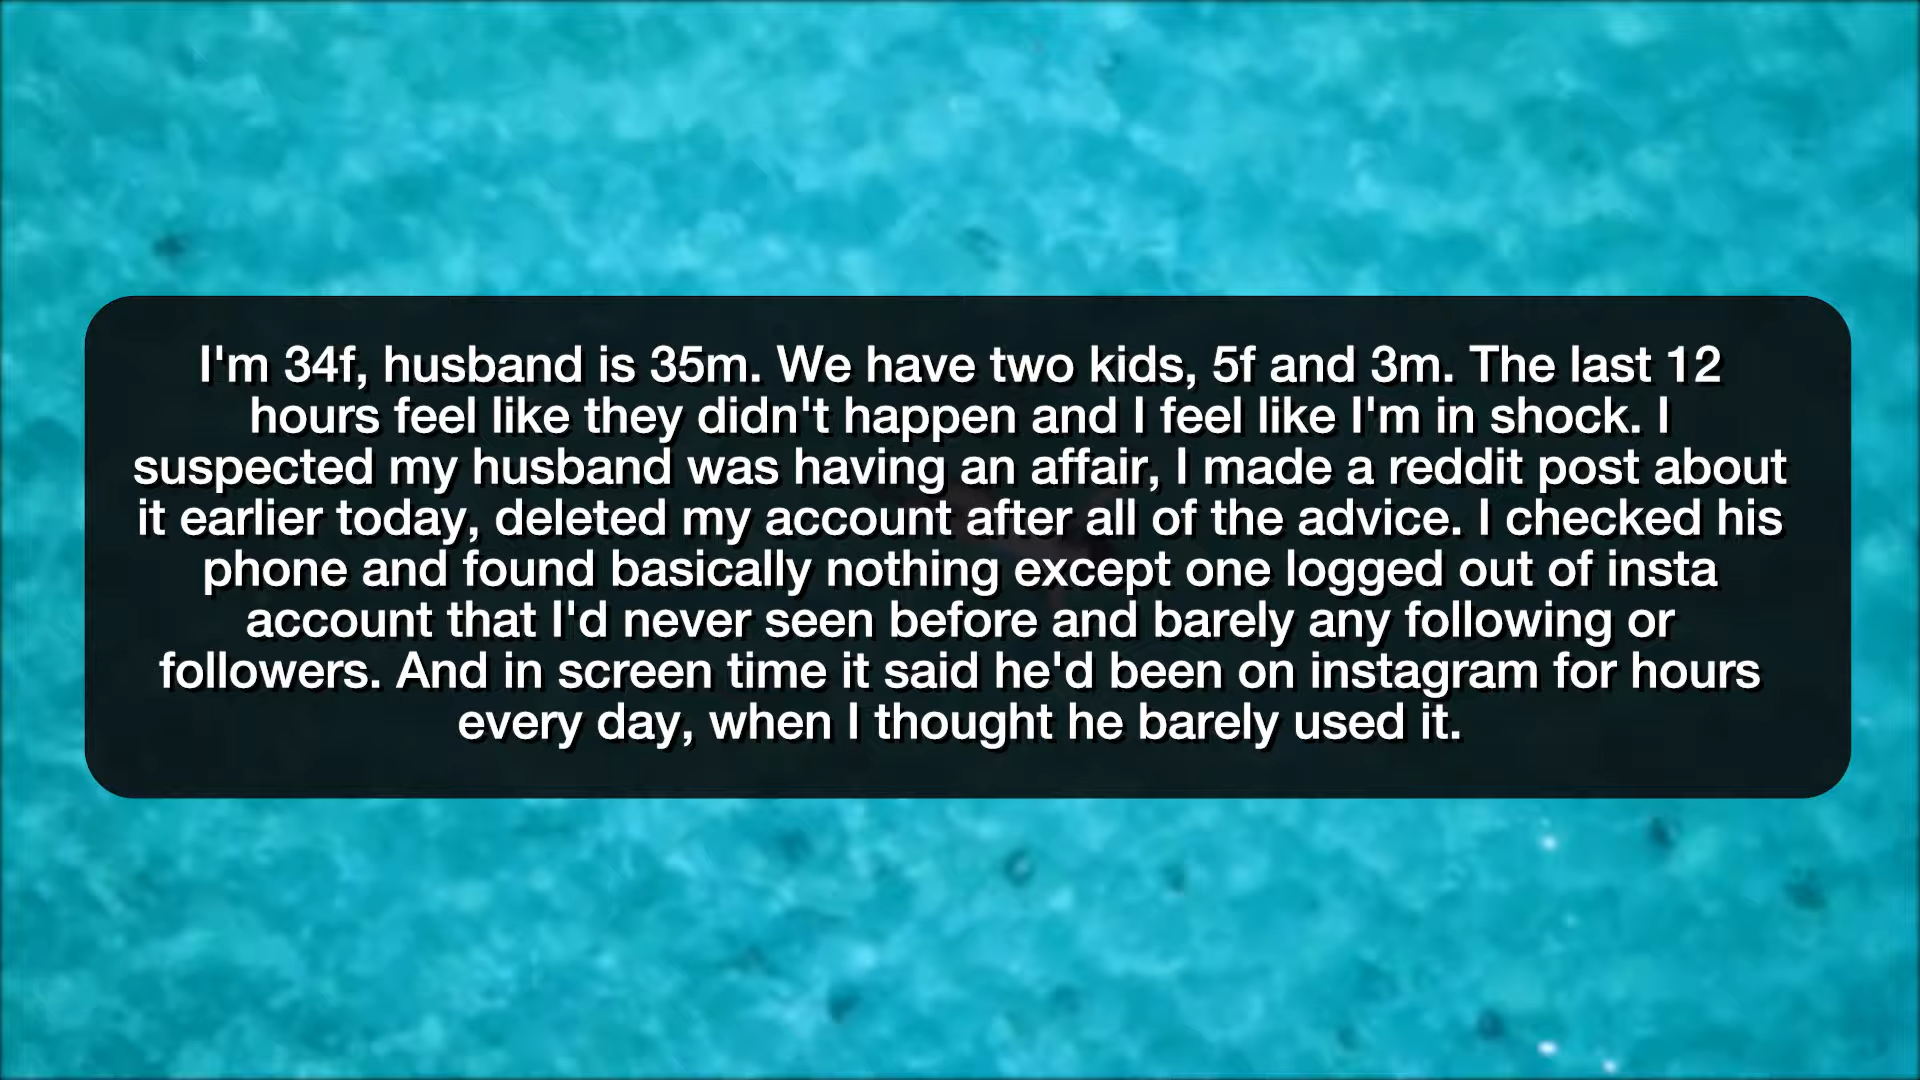 I'm 34f, husband is 35m. We have two kids, 5f and 3m. The last 12
hours feel like they didn't happen and I feel like I'm in shock. I
suspected my husband was having an affair, I made a reddit post about
it earlier today, deleted my account after all of the advice. I checked his
phone and found basically nothing except one logged out of insta
account that I'd never seen before and barely any following or
followers. And in screen time it said he'd been on instagram for hours
every day, when I thought he barely used it.